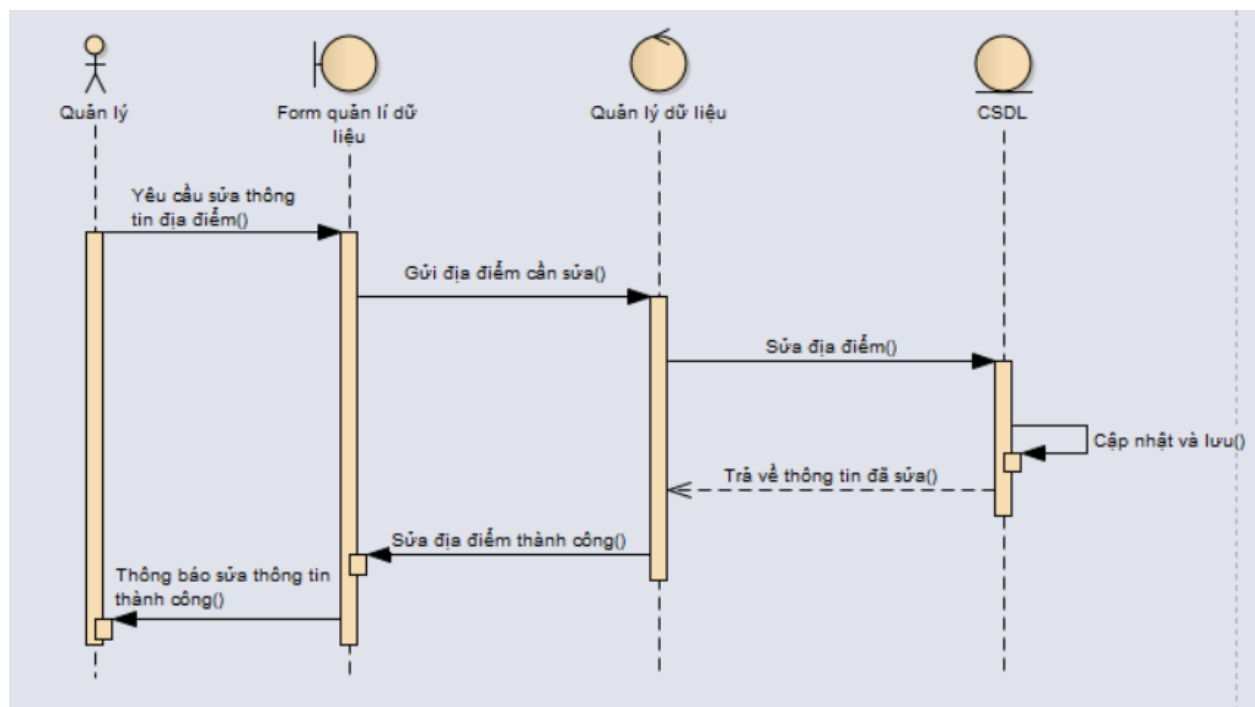 Quản lý
Form quản lí dữ
liệu
Quản lý dữ liệu
CSDL
Yêu cầu sửa thông
tin địa điểm()
Gửi địa điểm cần sửa()
Sửa địa điểm()
Cập nhật và lưu()
Trả về thông tin đã sửa()
Sửa địa điểm thành công()
Thông báo sửa thông tin
thành công()